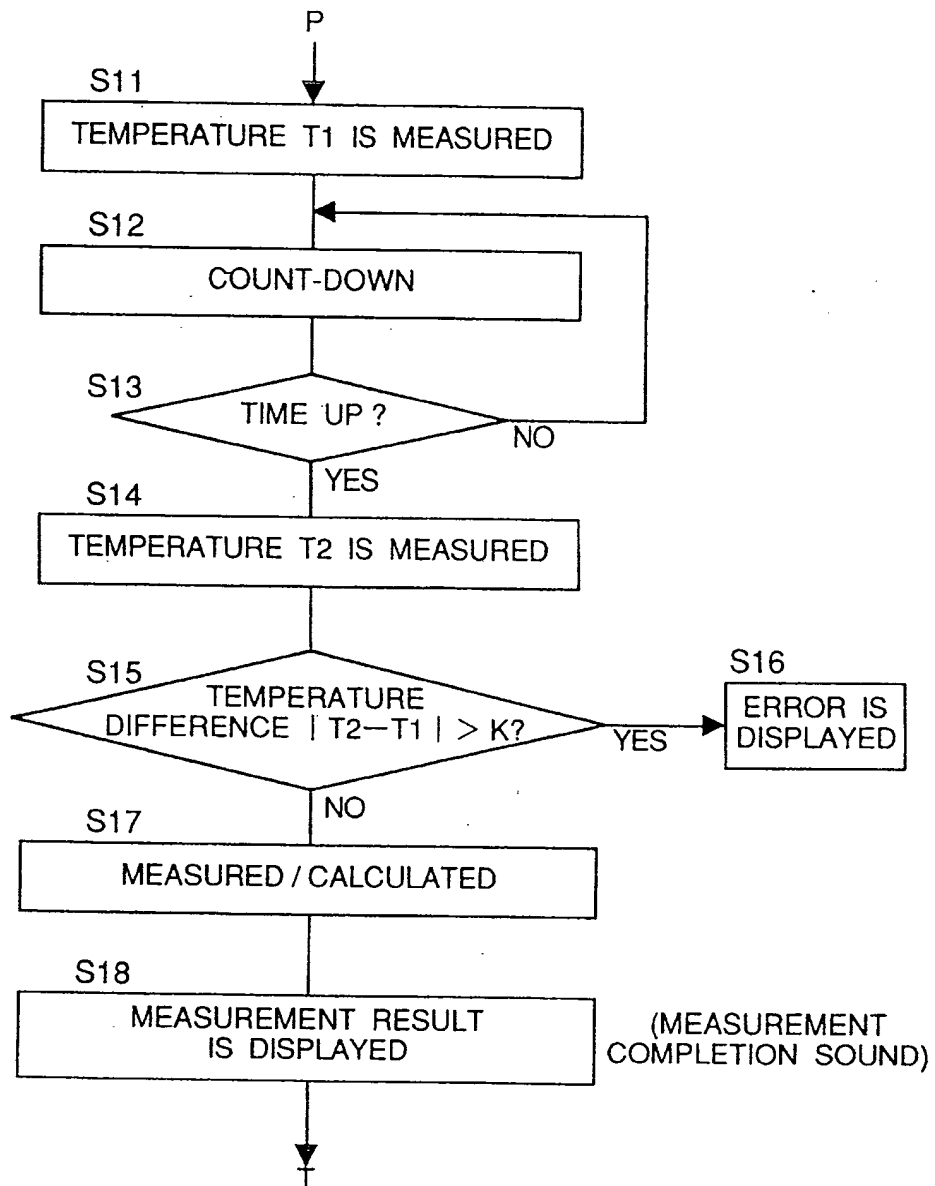 P
S11
TEMPERATURE T1 IS MEASURED
S12
COUNT-DOWN
S13
TIME UP ?
NO
YES
S14
TEMPERATURE T2 IS MEASURED
S15
TEMPERATURE
DIFFERENCE | T2−T1 | > K?
YES
S16
ERROR IS
DISPLAYED
NO
S17
MEASURED / CALCULATED
S18
MEASUREMENT RESULT
IS DISPLAYED
(MEASUREMENT
COMPLETION SOUND)